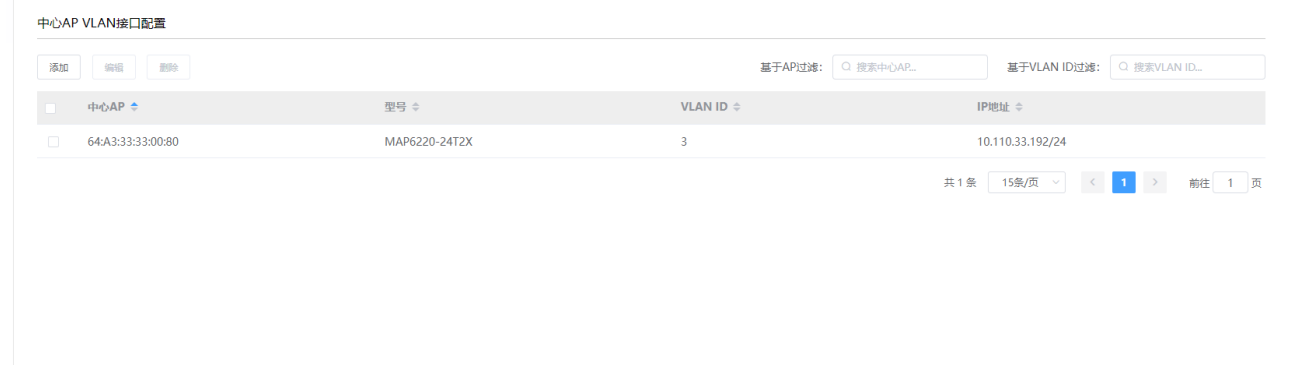 中心AP VLAN接口配置
添加 编辑 删除 基于AP过滤： 搜索中心AP... 基于VLAN ID过滤： 搜索VLAN ID...
中心AP 型号 VLAN ID IP地址
64:A3:33:33:00:80 MAP6220-24T2X 3 10.110.33.192/24
共 1 条 15条/页 1 前往 1 页